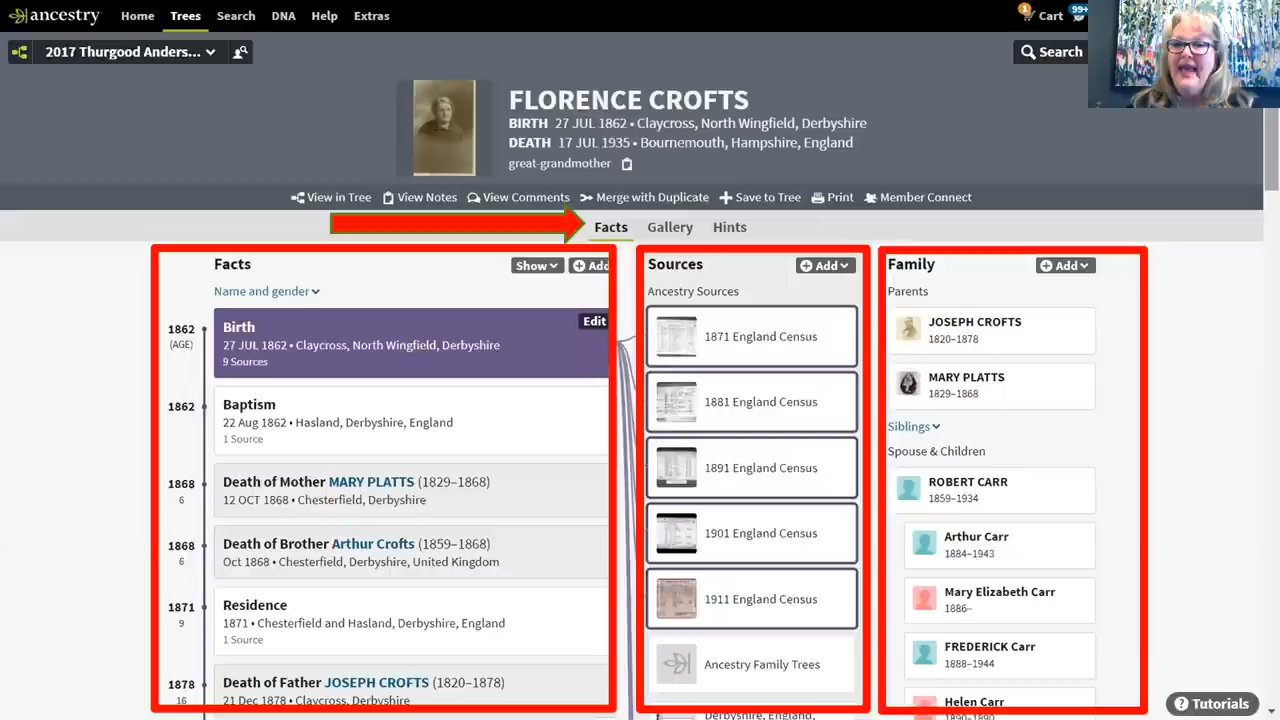 ancestry
Home Trees Search DNA Help Extras
1 Cart 99+
2017 Thurgood Anders...
Search
FLORENCE CROFTS
BIRTH 27 JUL 1862 • Claycross, North Wingfield, Derbyshire
DEATH 17 JUL 1935 • Bournemouth, Hampshire, England
great-grandmother
View in Tree View Notes View Comments Merge with Duplicate Save to Tree Print Member Connect
Facts Gallery Hints
Facts
Show
Add
Name and gender
1862
(AGE)
Birth
Edit
27 JUL 1862 • Claycross, North Wingfield, Derbyshire
9 Sources
1862
Baptism
22 Aug 1862 • Hasland, Derbyshire, England
1 Source
1868
6
Death of Mother MARY PLATTS (1829–1868)
12 OCT 1868 • Chesterfield, Derbyshire
1868
6
Death of Brother Arthur Crofts (1859–1868)
Oct 1868 • Chesterfield, Derbyshire, United Kingdom
1871
9
Residence
1871 • Chesterfield and Hasland, Derbyshire, England
1 Source
1878
16
Death of Father JOSEPH CROFTS (1820–1878)
21 Dec 1878 • Claycross, Derbyshire
Sources
Add
Ancestry Sources
1871 England Census
1881 England Census
1891 England Census
1901 England Census
1911 England Census
Ancestry Family Trees
Derbyshire, England,
Family
Add
Parents
JOSEPH CROFTS
1820–1878
MARY PLATTS
1829–1868
Siblings
Spouse & Children
ROBERT CARR
1859–1934
Arthur Carr
1884–1943
Mary Elizabeth Carr
1886–
FREDERICK Carr
1888–1944
Helen Carr
1890–1890
Tutorials